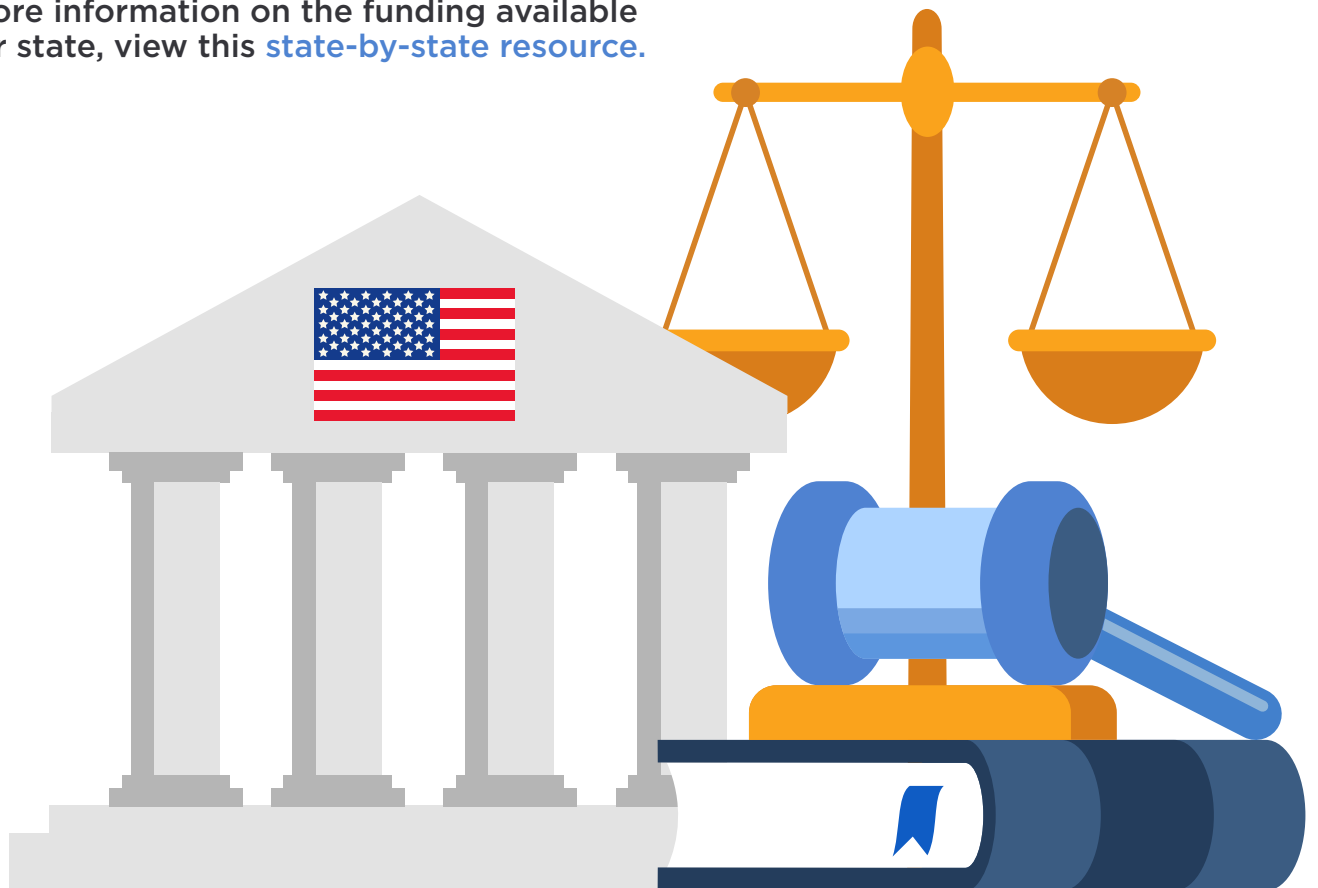 ore information on the funding available
r state, view this state-by-state resource.